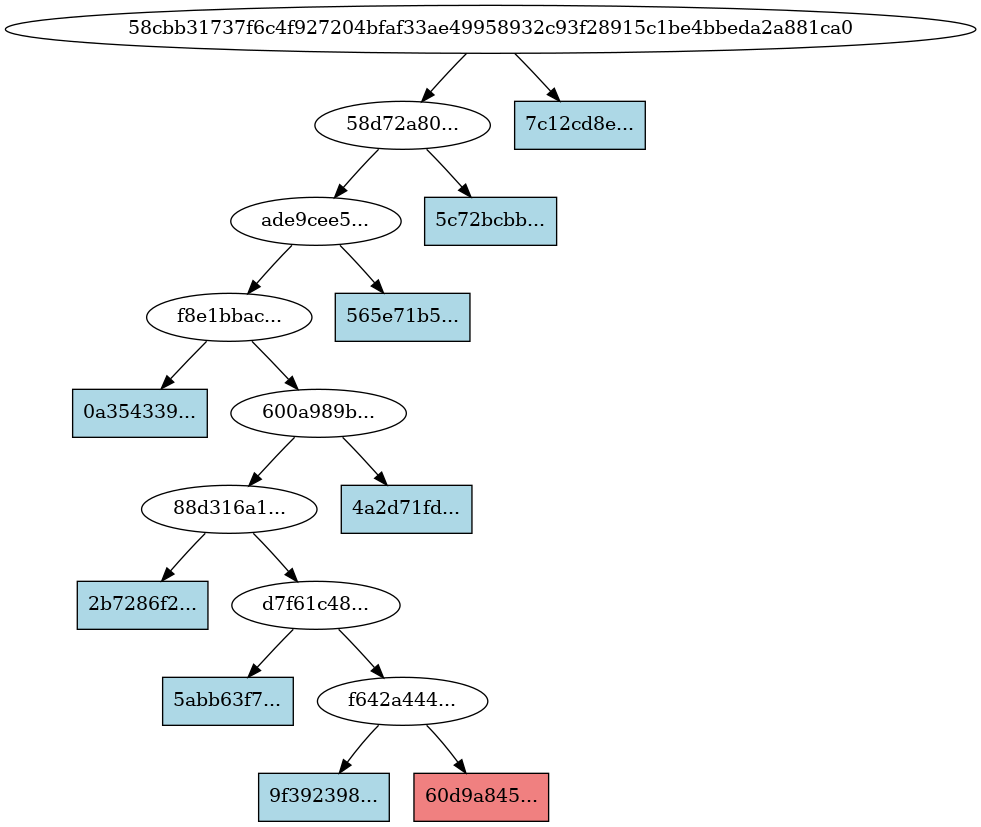 58cbb31737f6c4f927204bfaf33ae49958932c93f28915c1be4bbeda2a881ca0
58d72a80...
7c12cd8e...
ade9cee5...
5c72bcbb...
f8e1bbac...
565e71b5...
0a354339...
600a989b...
88d316a1...
4a2d71fd...
2b7286f2...
d7f61c48...
5abb63f7...
f642a444...
9f392398...
60d9a845...